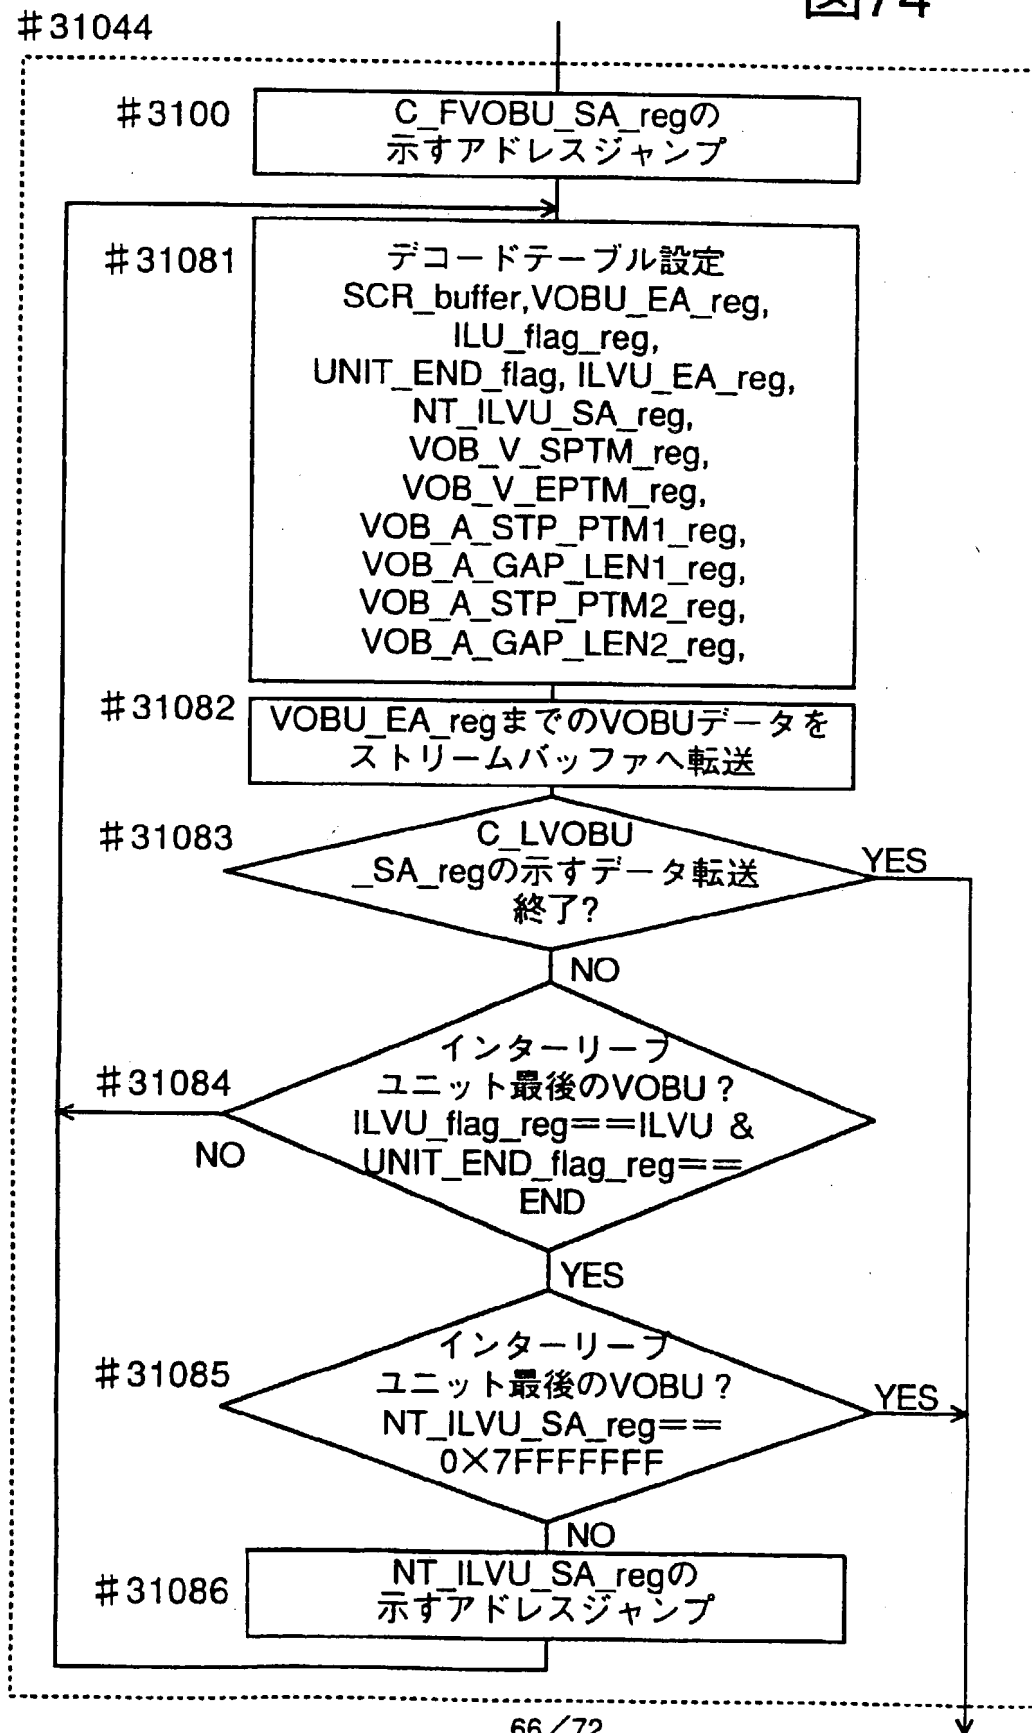 図74
#31044
#3100
C_FVOBU_SA_regの
示すアドレスジャンプ
#31081
デコードテーブル設定
SCR_buffer,VOBU_EA_reg,
ILU_flag_reg,
UNIT_END_flag, ILVU_EA_reg,
NT_ILVU_SA_reg,
VOB_V_SPTM_reg,
VOB_V_EPTM_reg,
VOB_A_STP_PTM1_reg,
VOB_A_GAP_LEN1_reg,
VOB_A_STP_PTM2_reg,
VOB_A_GAP_LEN2_reg,
#31082
VOBU_EA_regまでのVOBUデータを
ストリームバッファへ転送
#31083
C_LVOBU
_SA_regの示すデータ転送
終了?
YES
NO
#31084
インターリーブ
ユニット最後のVOBU?
ILVU_flag_reg==ILVU &
UNIT_END_flag_reg==
END
NO
YES
#31085
インターリーブ
ユニット最後のVOBU?
NT_ILVU_SA_reg==
0×7FFFFFFF
YES
NO
#31086
NT_ILVU_SA_regの
示すアドレスジャンプ
66/72